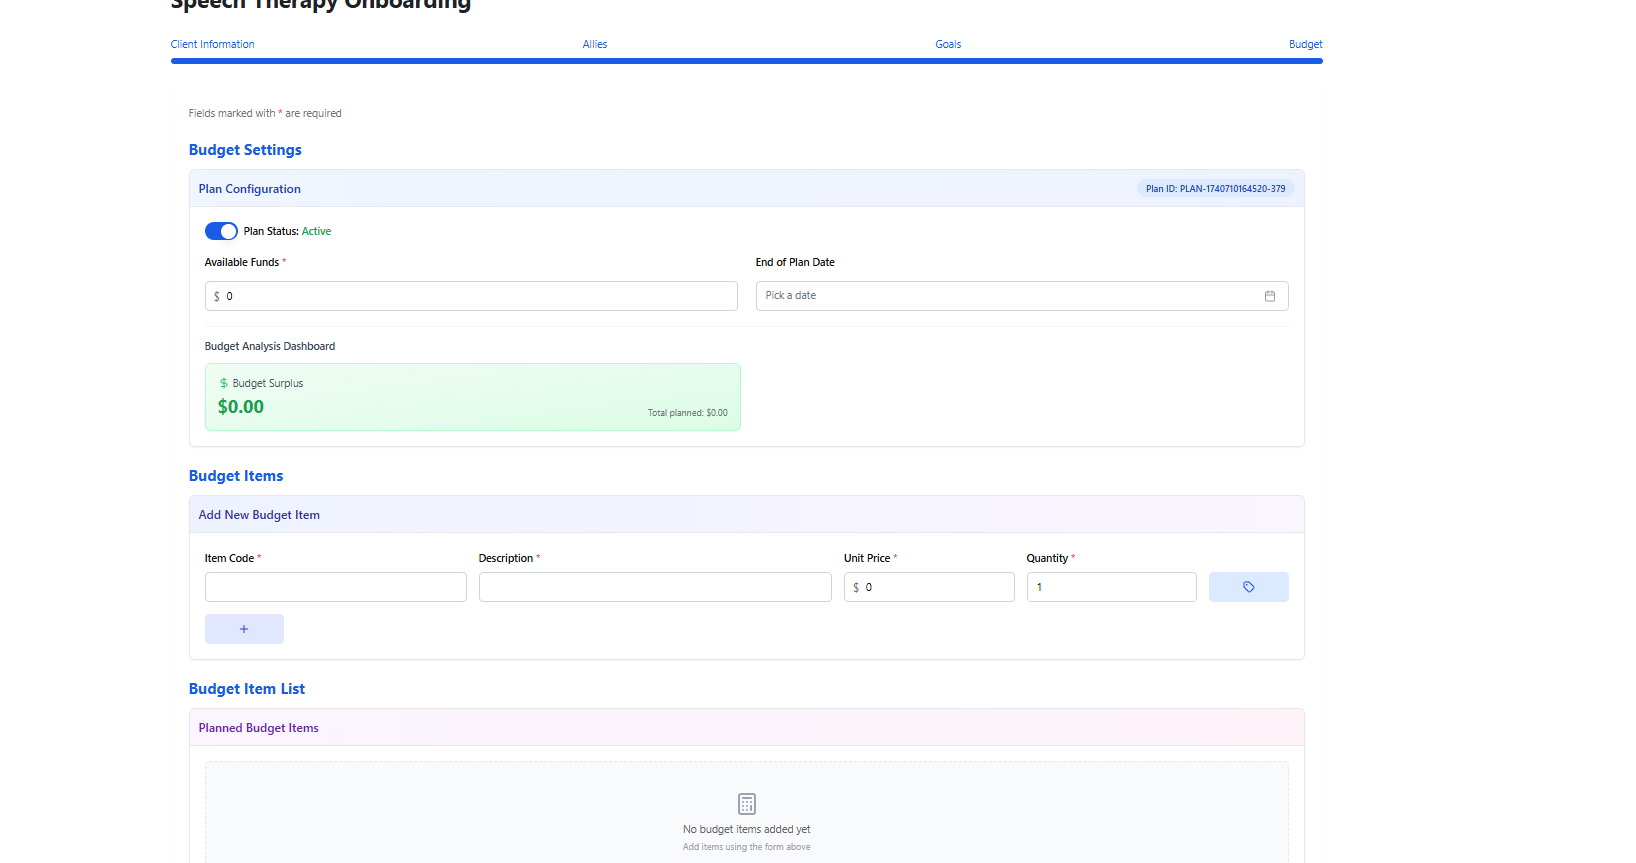 Speech Therapy Onboarding
Client Information Allies Goals Budget
Fields marked with * are required
Budget Settings
Plan Configuration Plan ID: PLAN-1740710164520-379
Plan Status: Active
Available Funds * End of Plan Date
$ 0 Pick a date
Budget Analysis Dashboard
$ Budget Surplus
$0.00 Total planned: $0.00
Budget Items
Add New Budget Item
Item Code * Description * Unit Price * Quantity *
$ 0 1
+
Budget Item List
Planned Budget Items
No budget items added yet
Add items using the form above